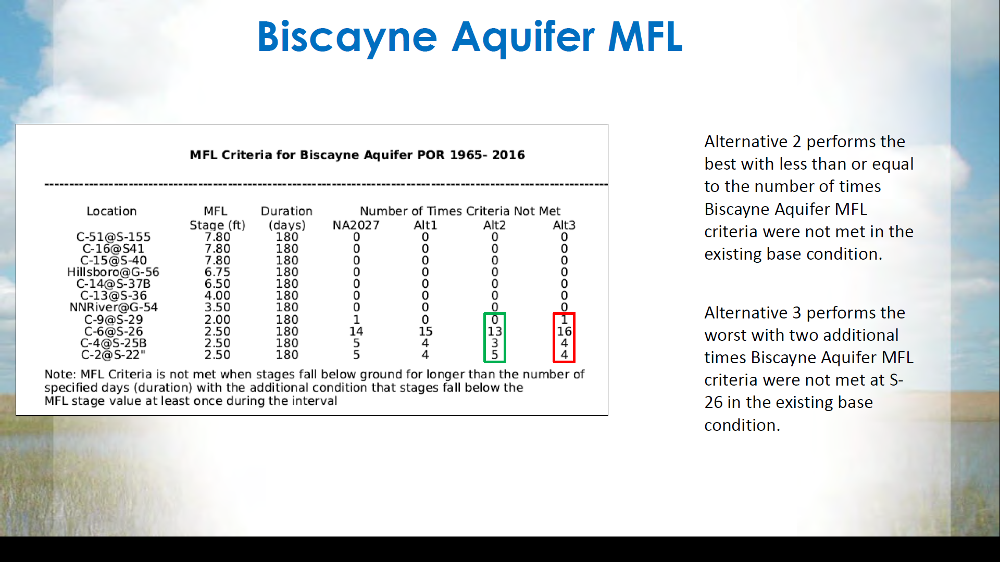 Biscayne Aquifer MFL
MFL Criteria for Biscayne Aquifer POR 1965- 2016
Location MFL Duration Number of Times Criteria Not Met
Stage (ft) (days) NA2027 Alt1 Alt2 Alt3
C-51@S-155 7.80 180 0 0 0 0
C-16@S41 7.80 180 0 0 0 0
C-15@S-40 7.80 180 0 0 0 0
Hillsboro@G-56 6.75 180 0 0 0 0
C-14@S-37B 6.50 180 0 0 0 0
C-13@S-36 4.00 180 0 0 0 0
NNRiver@G-54 3.50 180 0 0 0 0
C-9@S-29 2.00 180 1 0 0 1
C-6@S-26 2.50 180 14 15 13 16
C-4@S-25B 2.50 180 5 4 3 4
C-2@S-22" 2.50 180 5 4 5 4
Note: MFL Criteria is not met when stages fall below ground for longer than the number of
specified days (duration) with the additional condition that stages fall below the
MFL stage value at least once during the interval
Alternative 2 performs the
best with less than or equal
to the number of times
Biscayne Aquifer MFL
criteria were not met in the
existing base condition.
Alternative 3 performs the
worst with two additional
times Biscayne Aquifer MFL
criteria were not met at S-
26 in the existing base
condition.